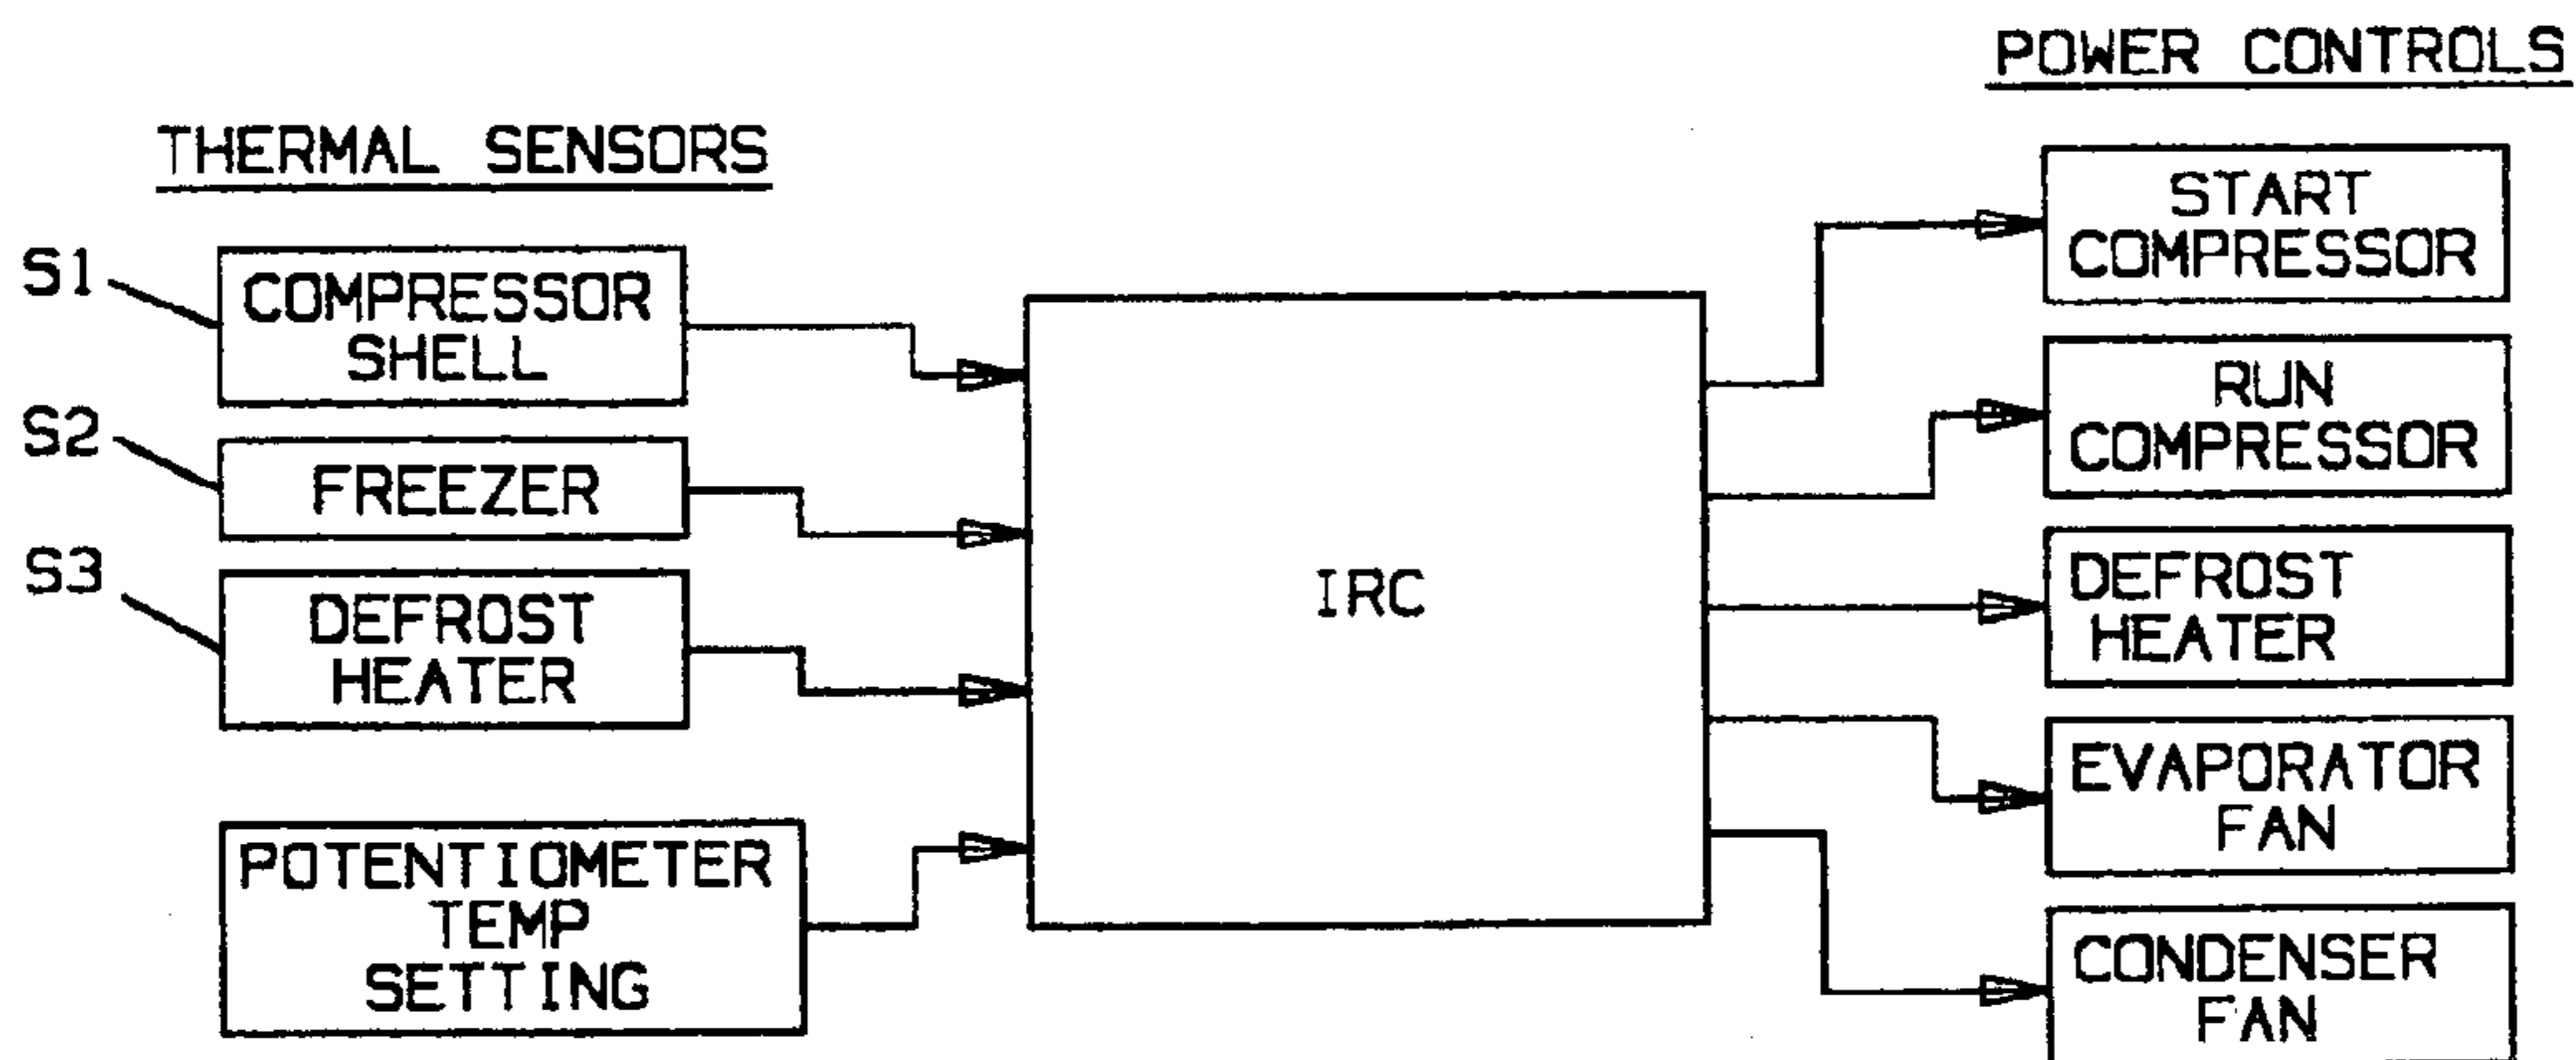 POWER CONTROLS
THERMAL SENSORS
S1
COMPRESSOR
SHELL
S2
FREEZER
S3
DEFROST
HEATER
POTENTIOMETER
TEMP
SETTING
IRC
START
COMPRESSOR
RUN
COMPRESSOR
DEFROST
HEATER
EVAPORATOR
FAN
CONDENSER
FAN